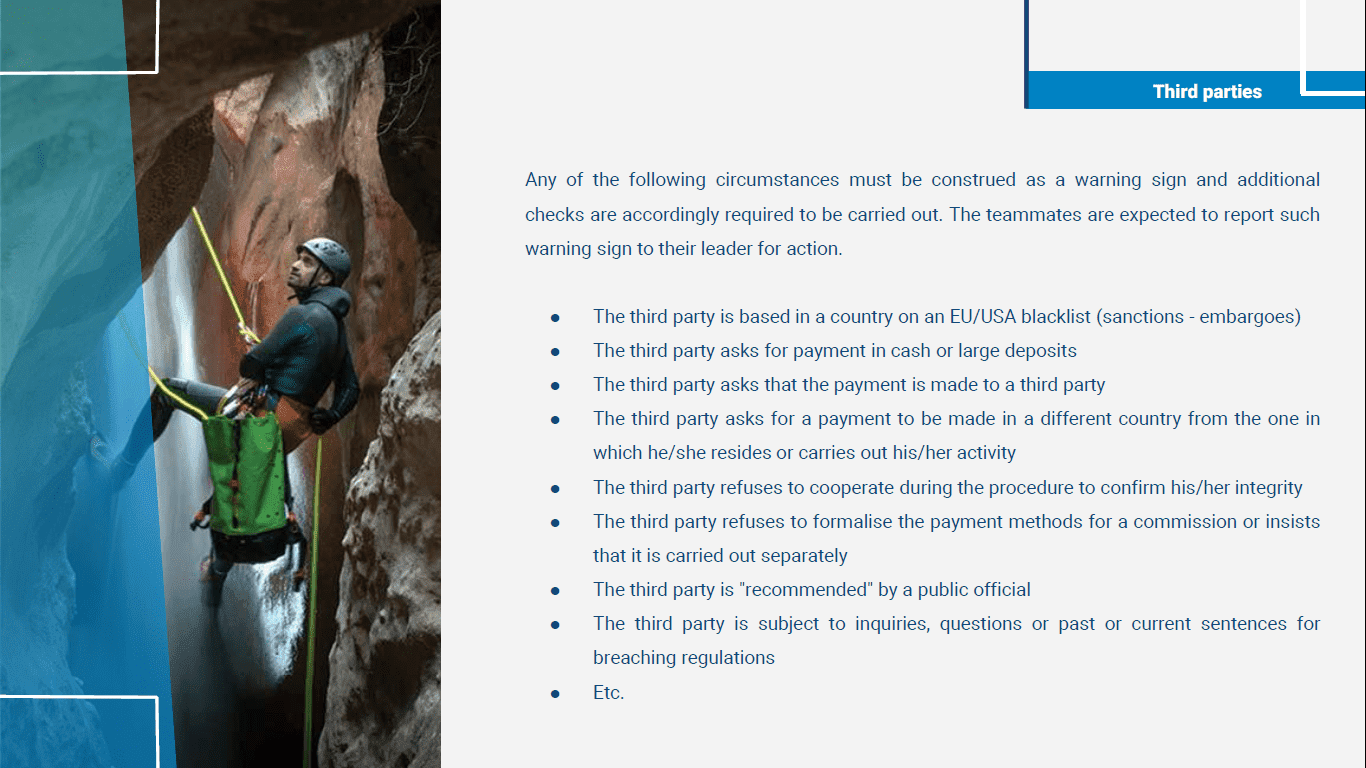 Third parties
Any of the following circumstances must be construed as a warning sign and additional
checks are accordingly required to be carried out. The teammates are expected to report such
warning sign to their leader for action.
● The third party is based in a country on an EU/USA blacklist (sanctions - embargoes)
● The third party asks for payment in cash or large deposits
● The third party asks that the payment is made to a third party
● The third party asks for a payment to be made in a different country from the one in
which he/she resides or carries out his/her activity
● The third party refuses to cooperate during the procedure to confirm his/her integrity
● The third party refuses to formalise the payment methods for a commission or insists
that it is carried out separately
● The third party is "recommended" by a public official
● The third party is subject to inquiries, questions or past or current sentences for
breaching regulations
● Etc.